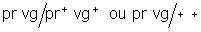 pr vg/pr⁺ vg⁺ ou pr vg/⁺ ⁺